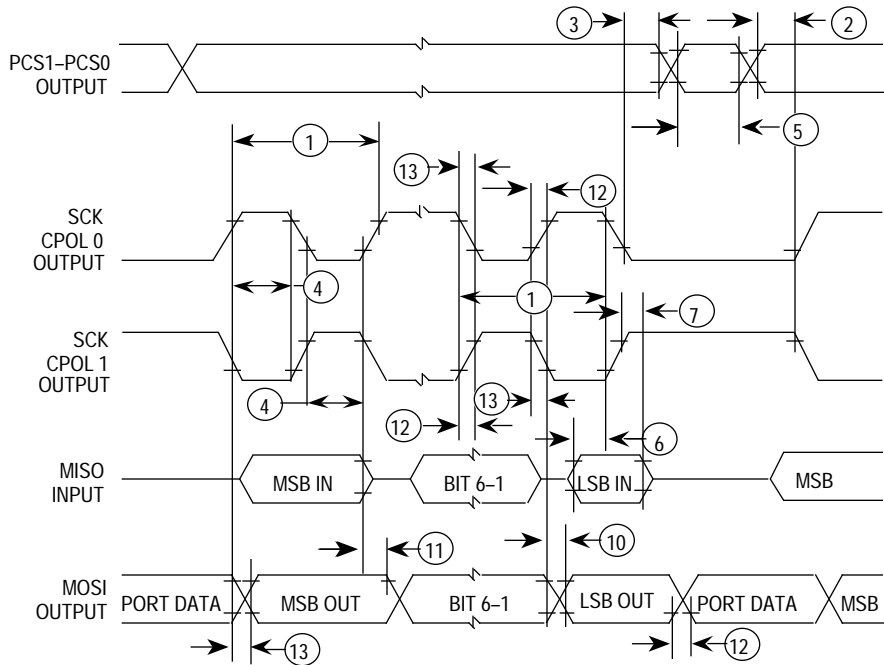 3
2
PCS1–PCS0
OUTPUT
5
1
13
12
SCK
CPOL 0
OUTPUT
4
1
7
SCK
CPOL 1
OUTPUT
4
13
12
6
MISO
INPUT
MSB IN
BIT 6–1
LSB IN
MSB
11
10
MOSI
OUTPUT
PORT DATA
MSB OUT
BIT 6–1
LSB OUT
PORT DATA
MSB
13
12